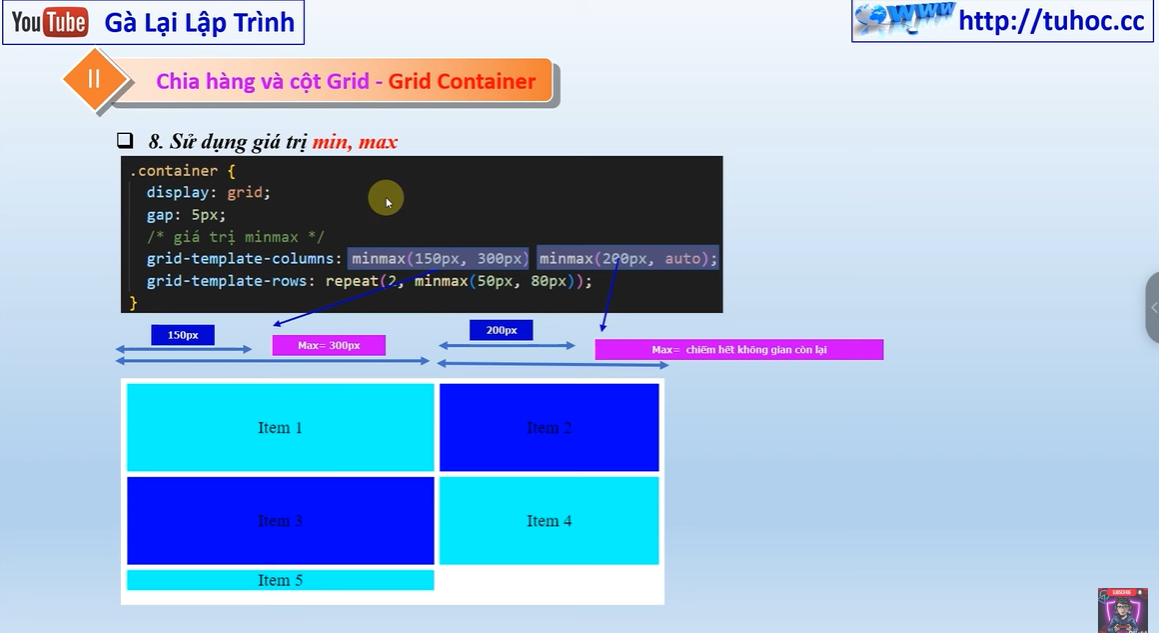 YouTube Gà Lại Lập Trình
http://tuhoc.cc
II Chia hàng và cột Grid - Grid Container
8. Sử dụng giá trị min, max
.container {
display: grid;
gap: 5px;
/* giá trị minmax */
grid-template-columns: minmax(150px, 300px) minmax(200px, auto);
grid-template-rows: repeat(2, minmax(50px, 80px));
}
150px
Max= 300px
200px
Max= chiếm hết không gian còn lại
Item 1
Item 2
Item 3
Item 4
Item 5
SUBSCRIBE